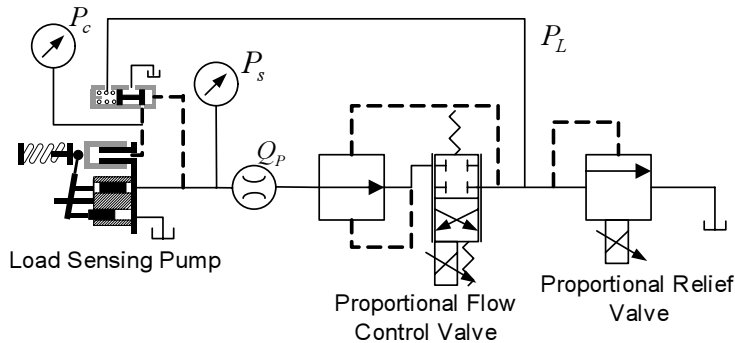 P_c
P_s
P_L
Q_P
Load Sensing Pump
Proportional Flow
Control Valve
Proportional Relief
Valve